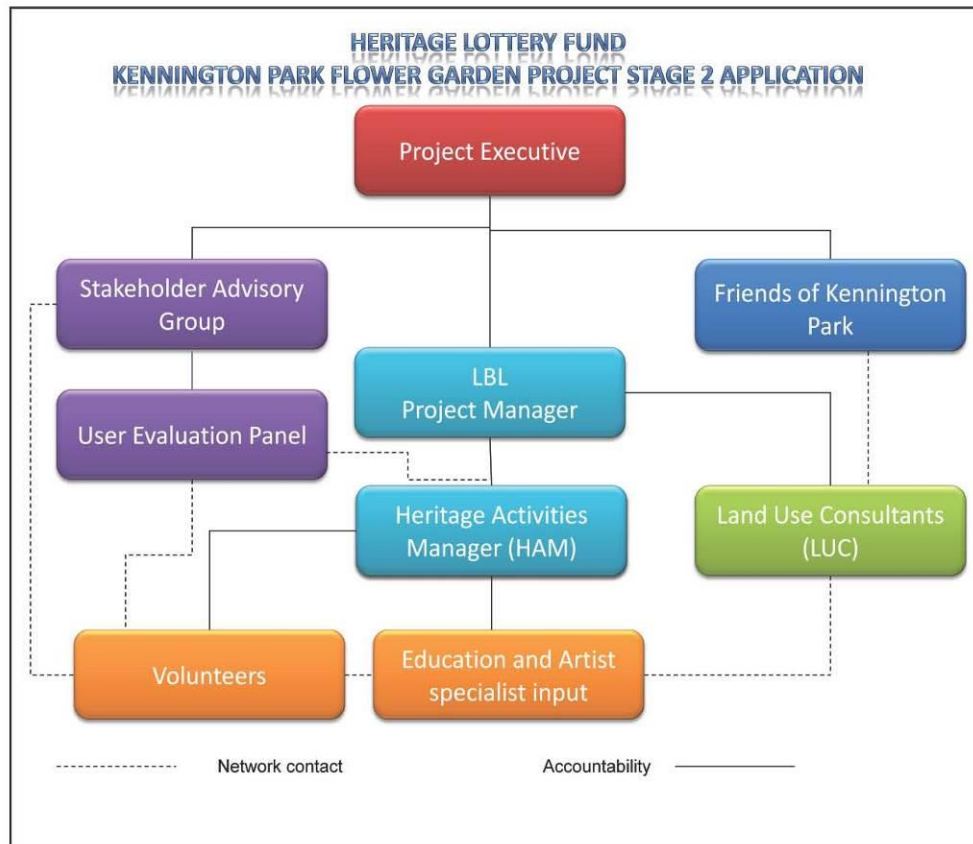 HERITAGE LOTTERY FUND
KENNINGTON PARK FLOWER GARDEN PROJECT STAGE 2 APPLICATION
Project Executive
Stakeholder Advisory
Group
Friends of Kennington
Park
LBL
Project Manager
User Evaluation Panel
Heritage Activities
Manager (HAM)
Land Use Consultants
(LUC)
Volunteers
Education and Artist
specialist input
Network contact
Accountability